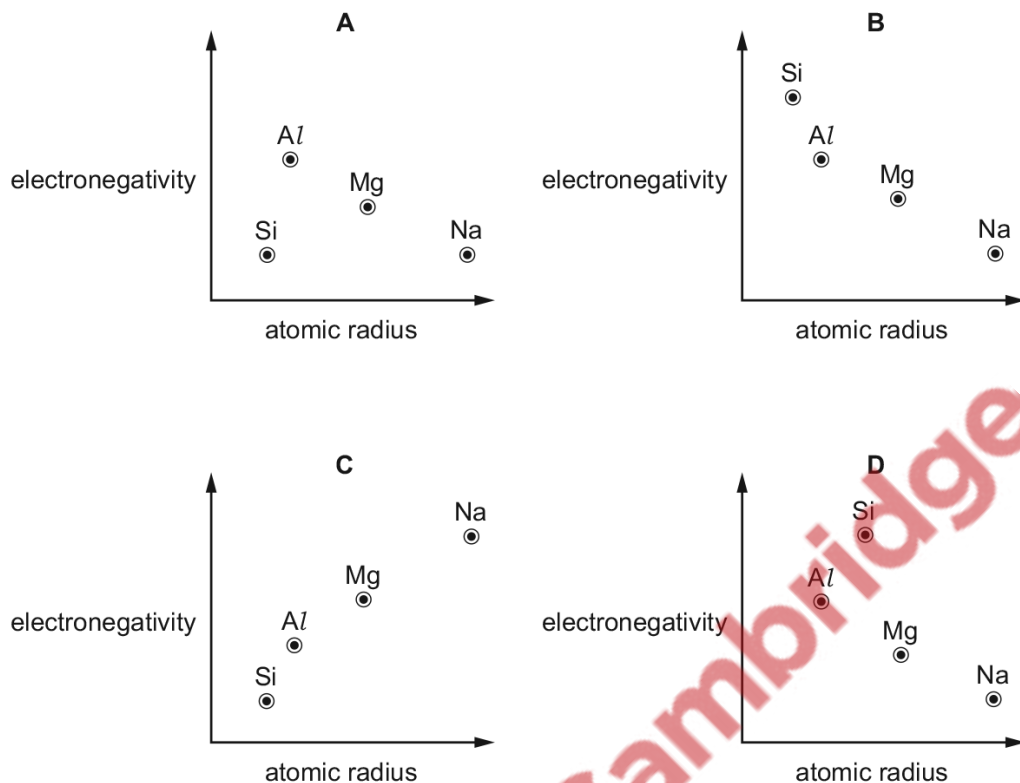 A
B
Si
Al
Al
electronegativity
electronegativity
Mg
Mg
Si
Na
Na
atomic radius
atomic radius
C
D
Na
Si
Mg
Al
Al
electronegativity
electronegativity
Mg
Si
Na
atomic radius
atomic radius
Cambridge